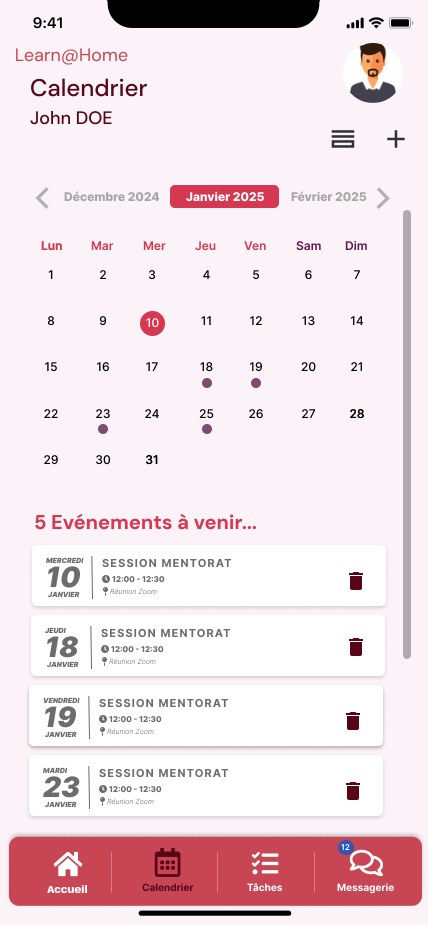 9:41
Learn@Home
Calendrier
John DOE
Décembre 2024 Janvier 2025 Février 2025
Lun Mar Mer Jeu Ven Sam Dim
1 2 3 4 5 6 7
8 9 10 11 12 13 14
15 16 17 18 19 20 21
22 23 24 25 26 27 28
29 30 31
5 Evénements à venir...
MERCREDI
10
JANVIER
SESSION MENTORAT
12:00 - 12:30
Réunion Zoom
JEUDI
18
JANVIER
SESSION MENTORAT
12:00 - 12:30
Réunion Zoom
VENDREDI
19
JANVIER
SESSION MENTORAT
12:00 - 12:30
Réunion Zoom
MARDI
23
JANVIER
SESSION MENTORAT
12:00 - 12:30
Réunion Zoom
12
Accueil Calendrier Tâches Messagerie